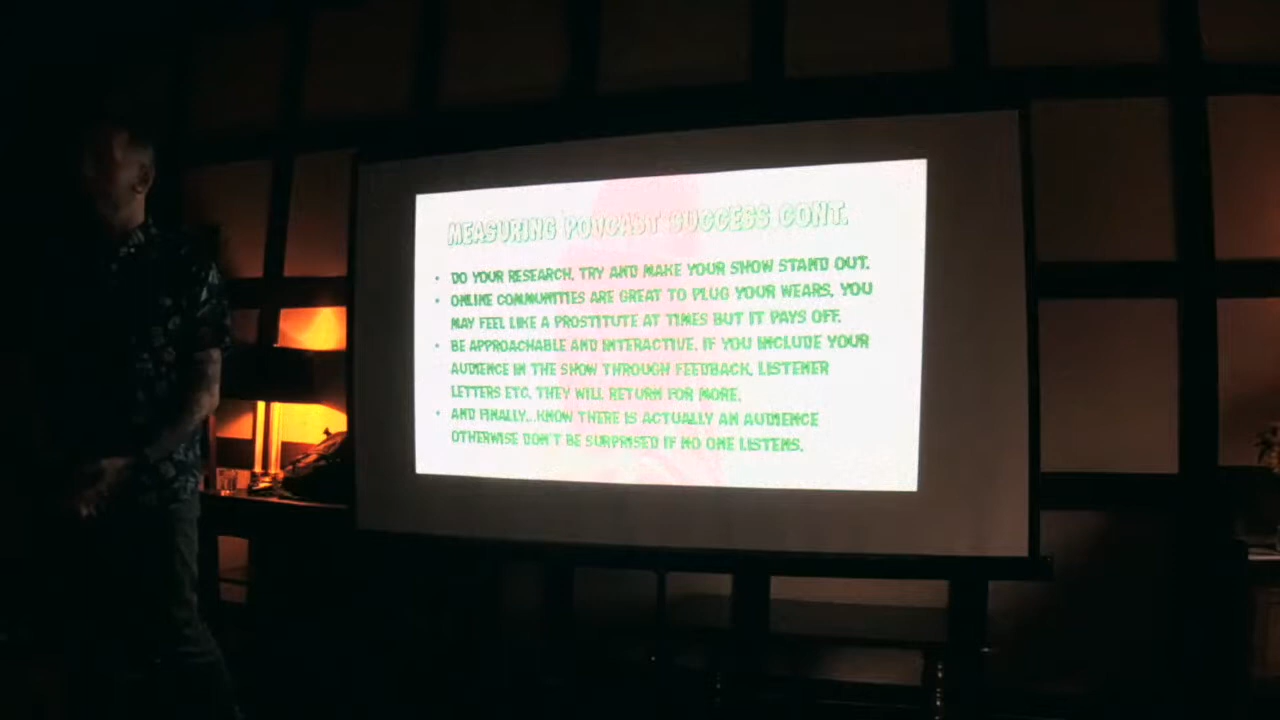 MEASURING PODCAST SUCCESS CONT.
• DO YOUR RESEARCH. TRY AND MAKE YOUR SHOW STAND OUT.
• ONLINE COMMUNITIES ARE GREAT TO PLUG YOUR WEARS. YOU
MAY FEEL LIKE A PROSTITUTE AT TIMES BUT IT PAYS OFF.
• BE APPROACHABLE AND INTERACTIVE. IF YOU INCLUDE YOUR
AUDIENCE IN THE SHOW THROUGH FEEDBACK, LISTENER
LETTERS ETC. THEY WILL RETURN FOR MORE.
• AND FINALLY...KNOW THERE IS ACTUALLY AN AUDIENCE
OTHERWISE DON'T BE SURPRISED IF NO ONE LISTENS.